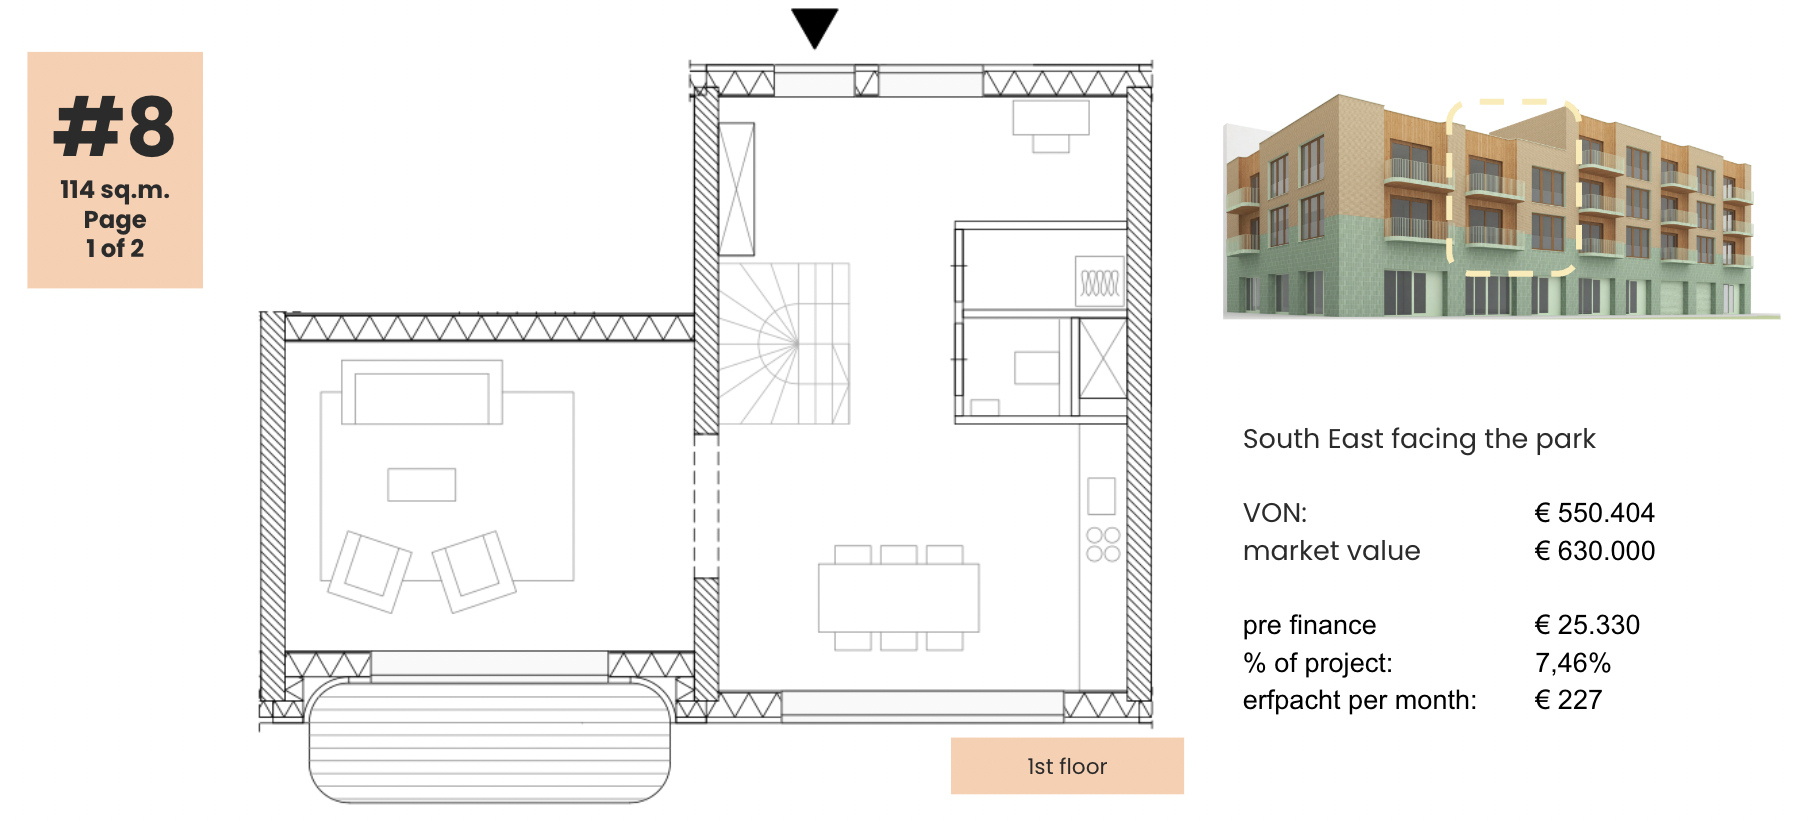 #8
114 sq.m.
Page
1 of 2
South East facing the park
VON: € 550.404
market value € 630.000
pre finance € 25.330
% of project: 7,46%
erfpacht per month: € 227
1st floor